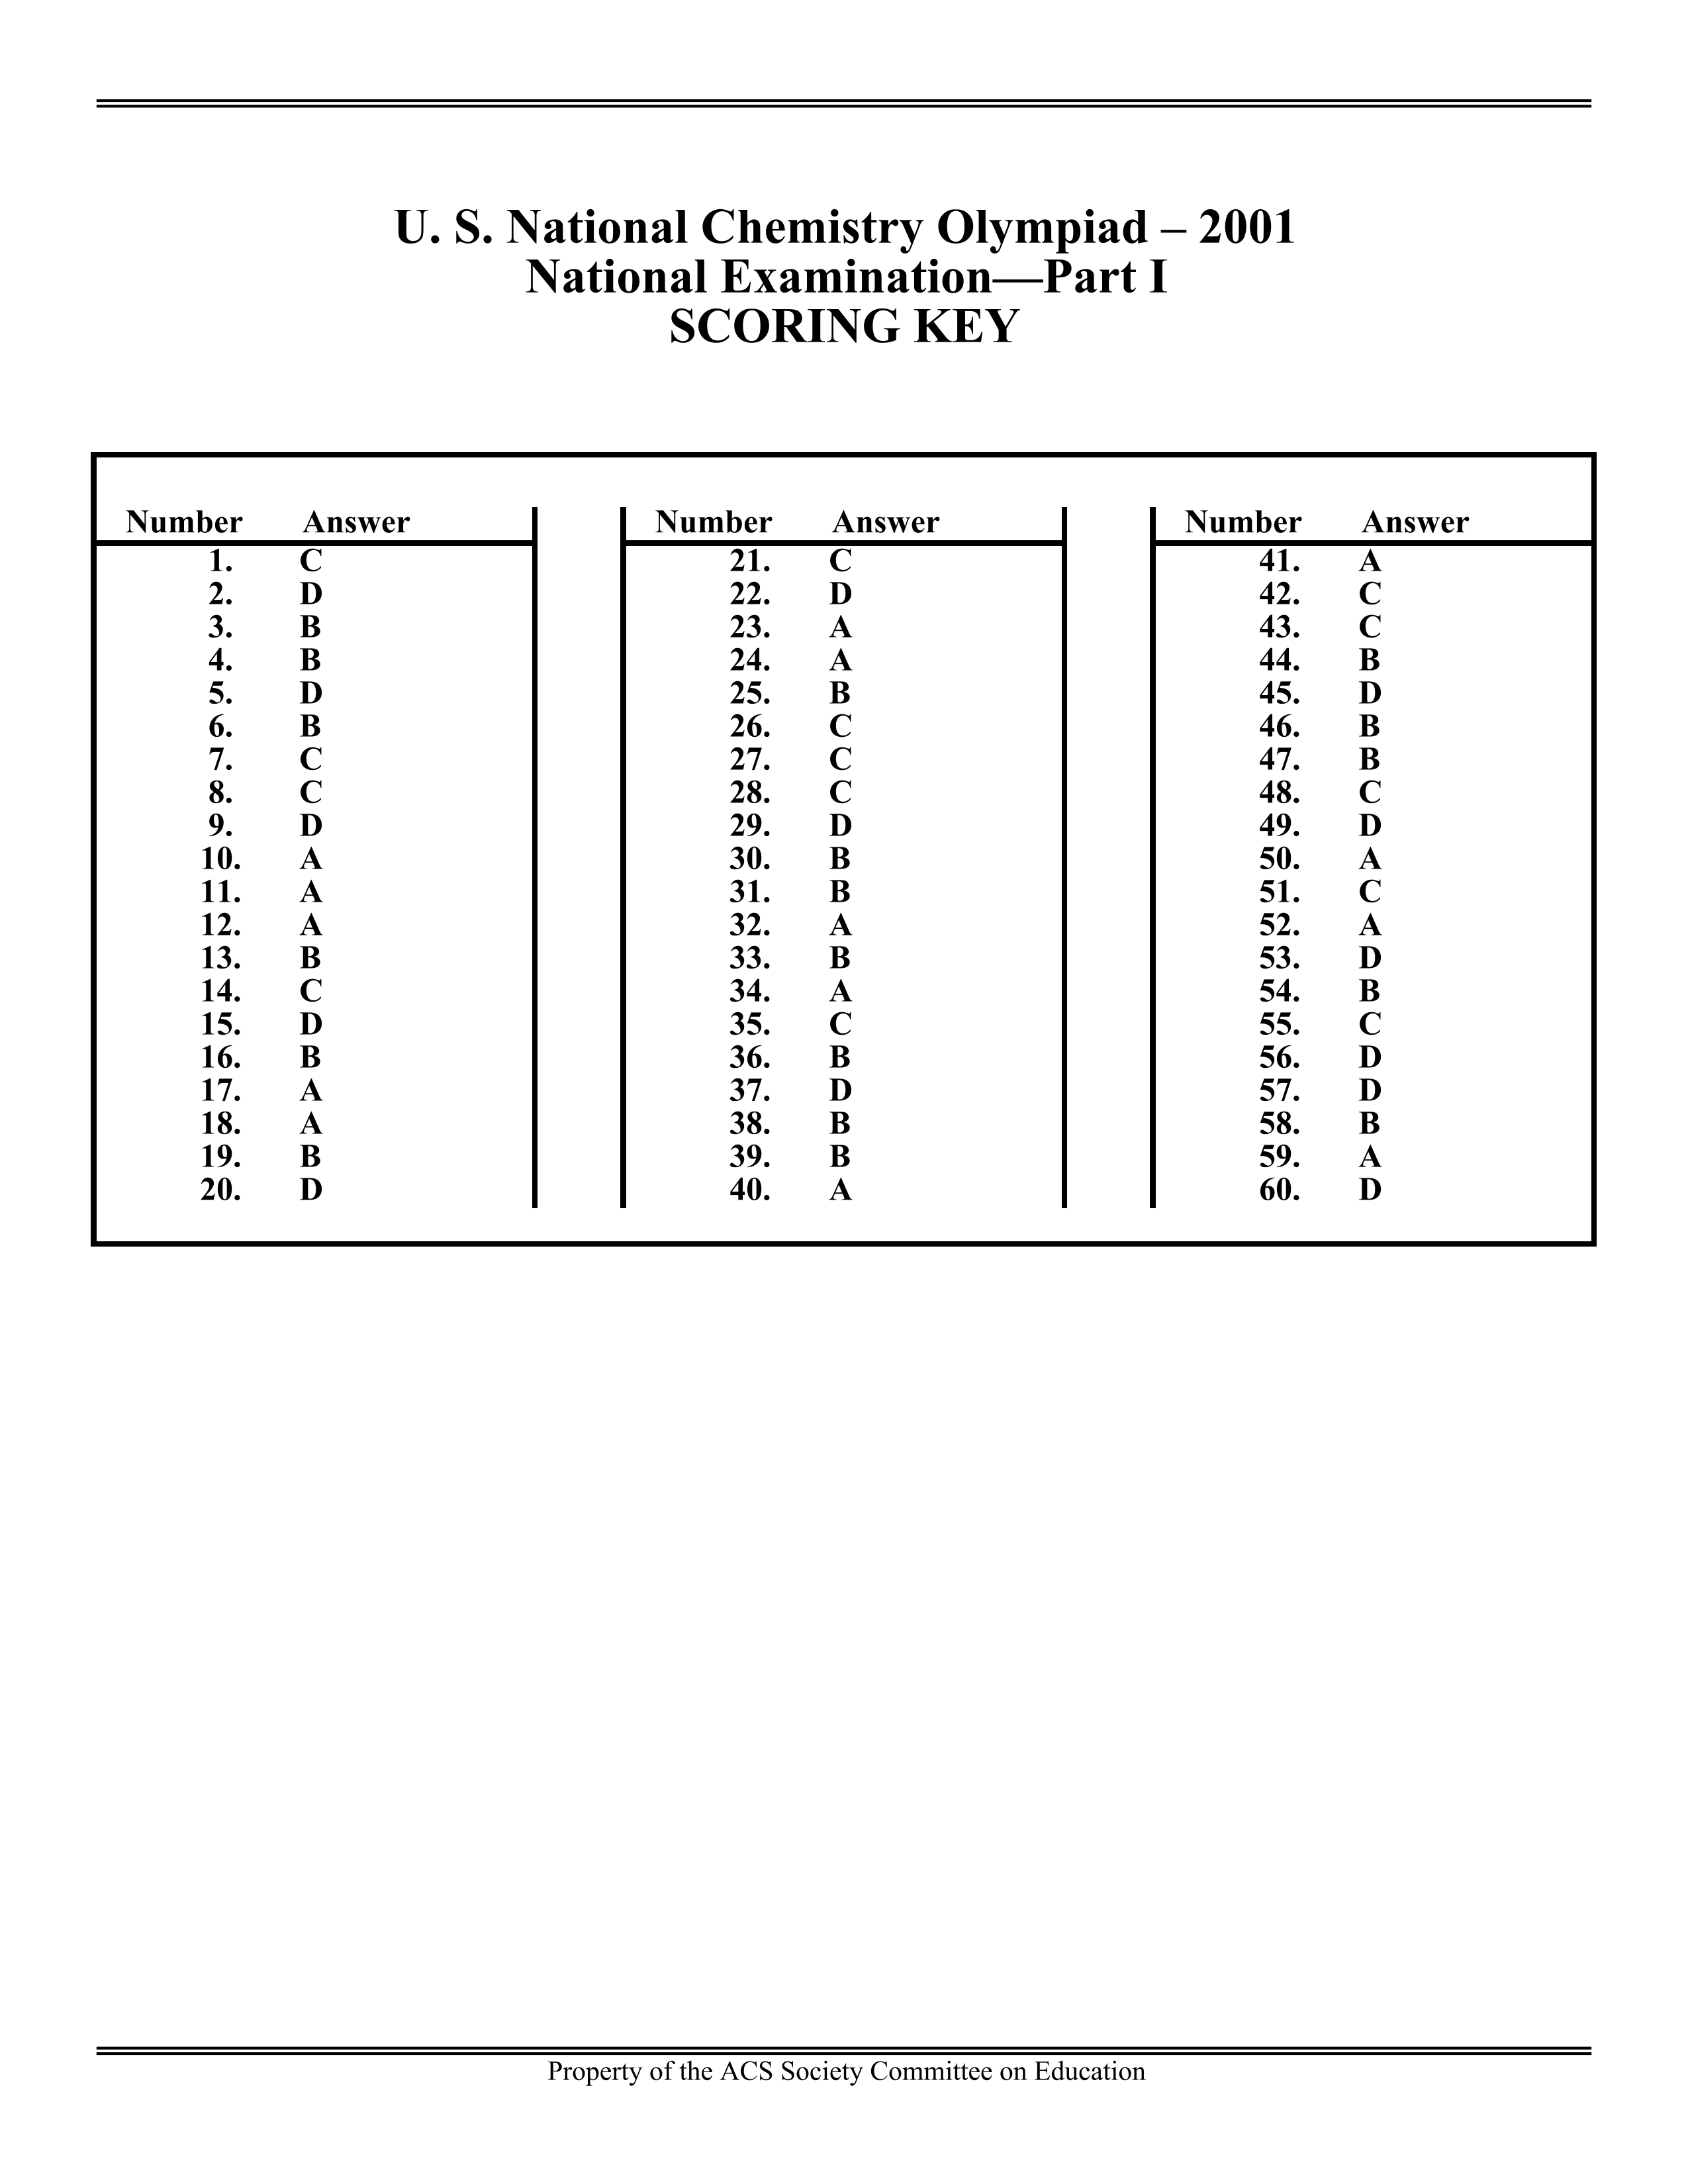 U. S. National Chemistry Olympiad – 2001
National Examination—Part I
SCORING KEY
Number Answer
1. C
2. D
3. B
4. B
5. D
6. B
7. C
8. C
9. D
10. A
11. A
12. A
13. B
14. C
15. D
16. B
17. A
18. A
19. B
20. D
Number Answer
21. C
22. D
23. A
24. A
25. B
26. C
27. C
28. C
29. D
30. B
31. B
32. A
33. B
34. A
35. C
36. B
37. D
38. B
39. B
40. A
Number Answer
41. A
42. C
43. C
44. B
45. D
46. B
47. B
48. C
49. D
50. A
51. C
52. A
53. D
54. B
55. C
56. D
57. D
58. B
59. A
60. D
Property of the ACS Society Committee on Education